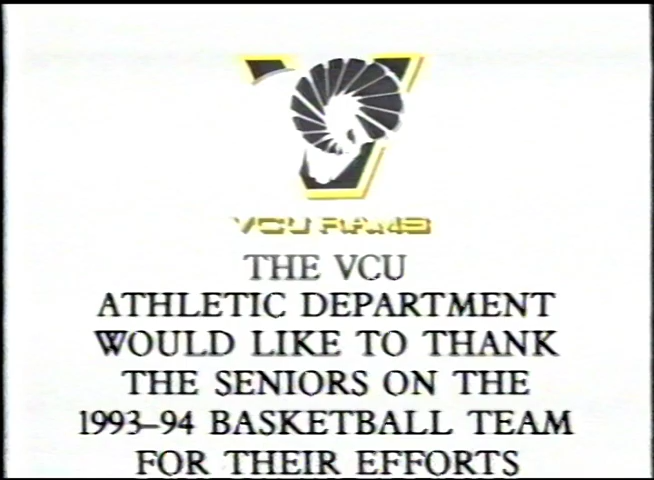 VCU RAMS
THE VCU
ATHLETIC DEPARTMENT
WOULD LIKE TO THANK
THE SENIORS ON THE
1993-94 BASKETBALL TEAM
FOR THEIR EFFORTS